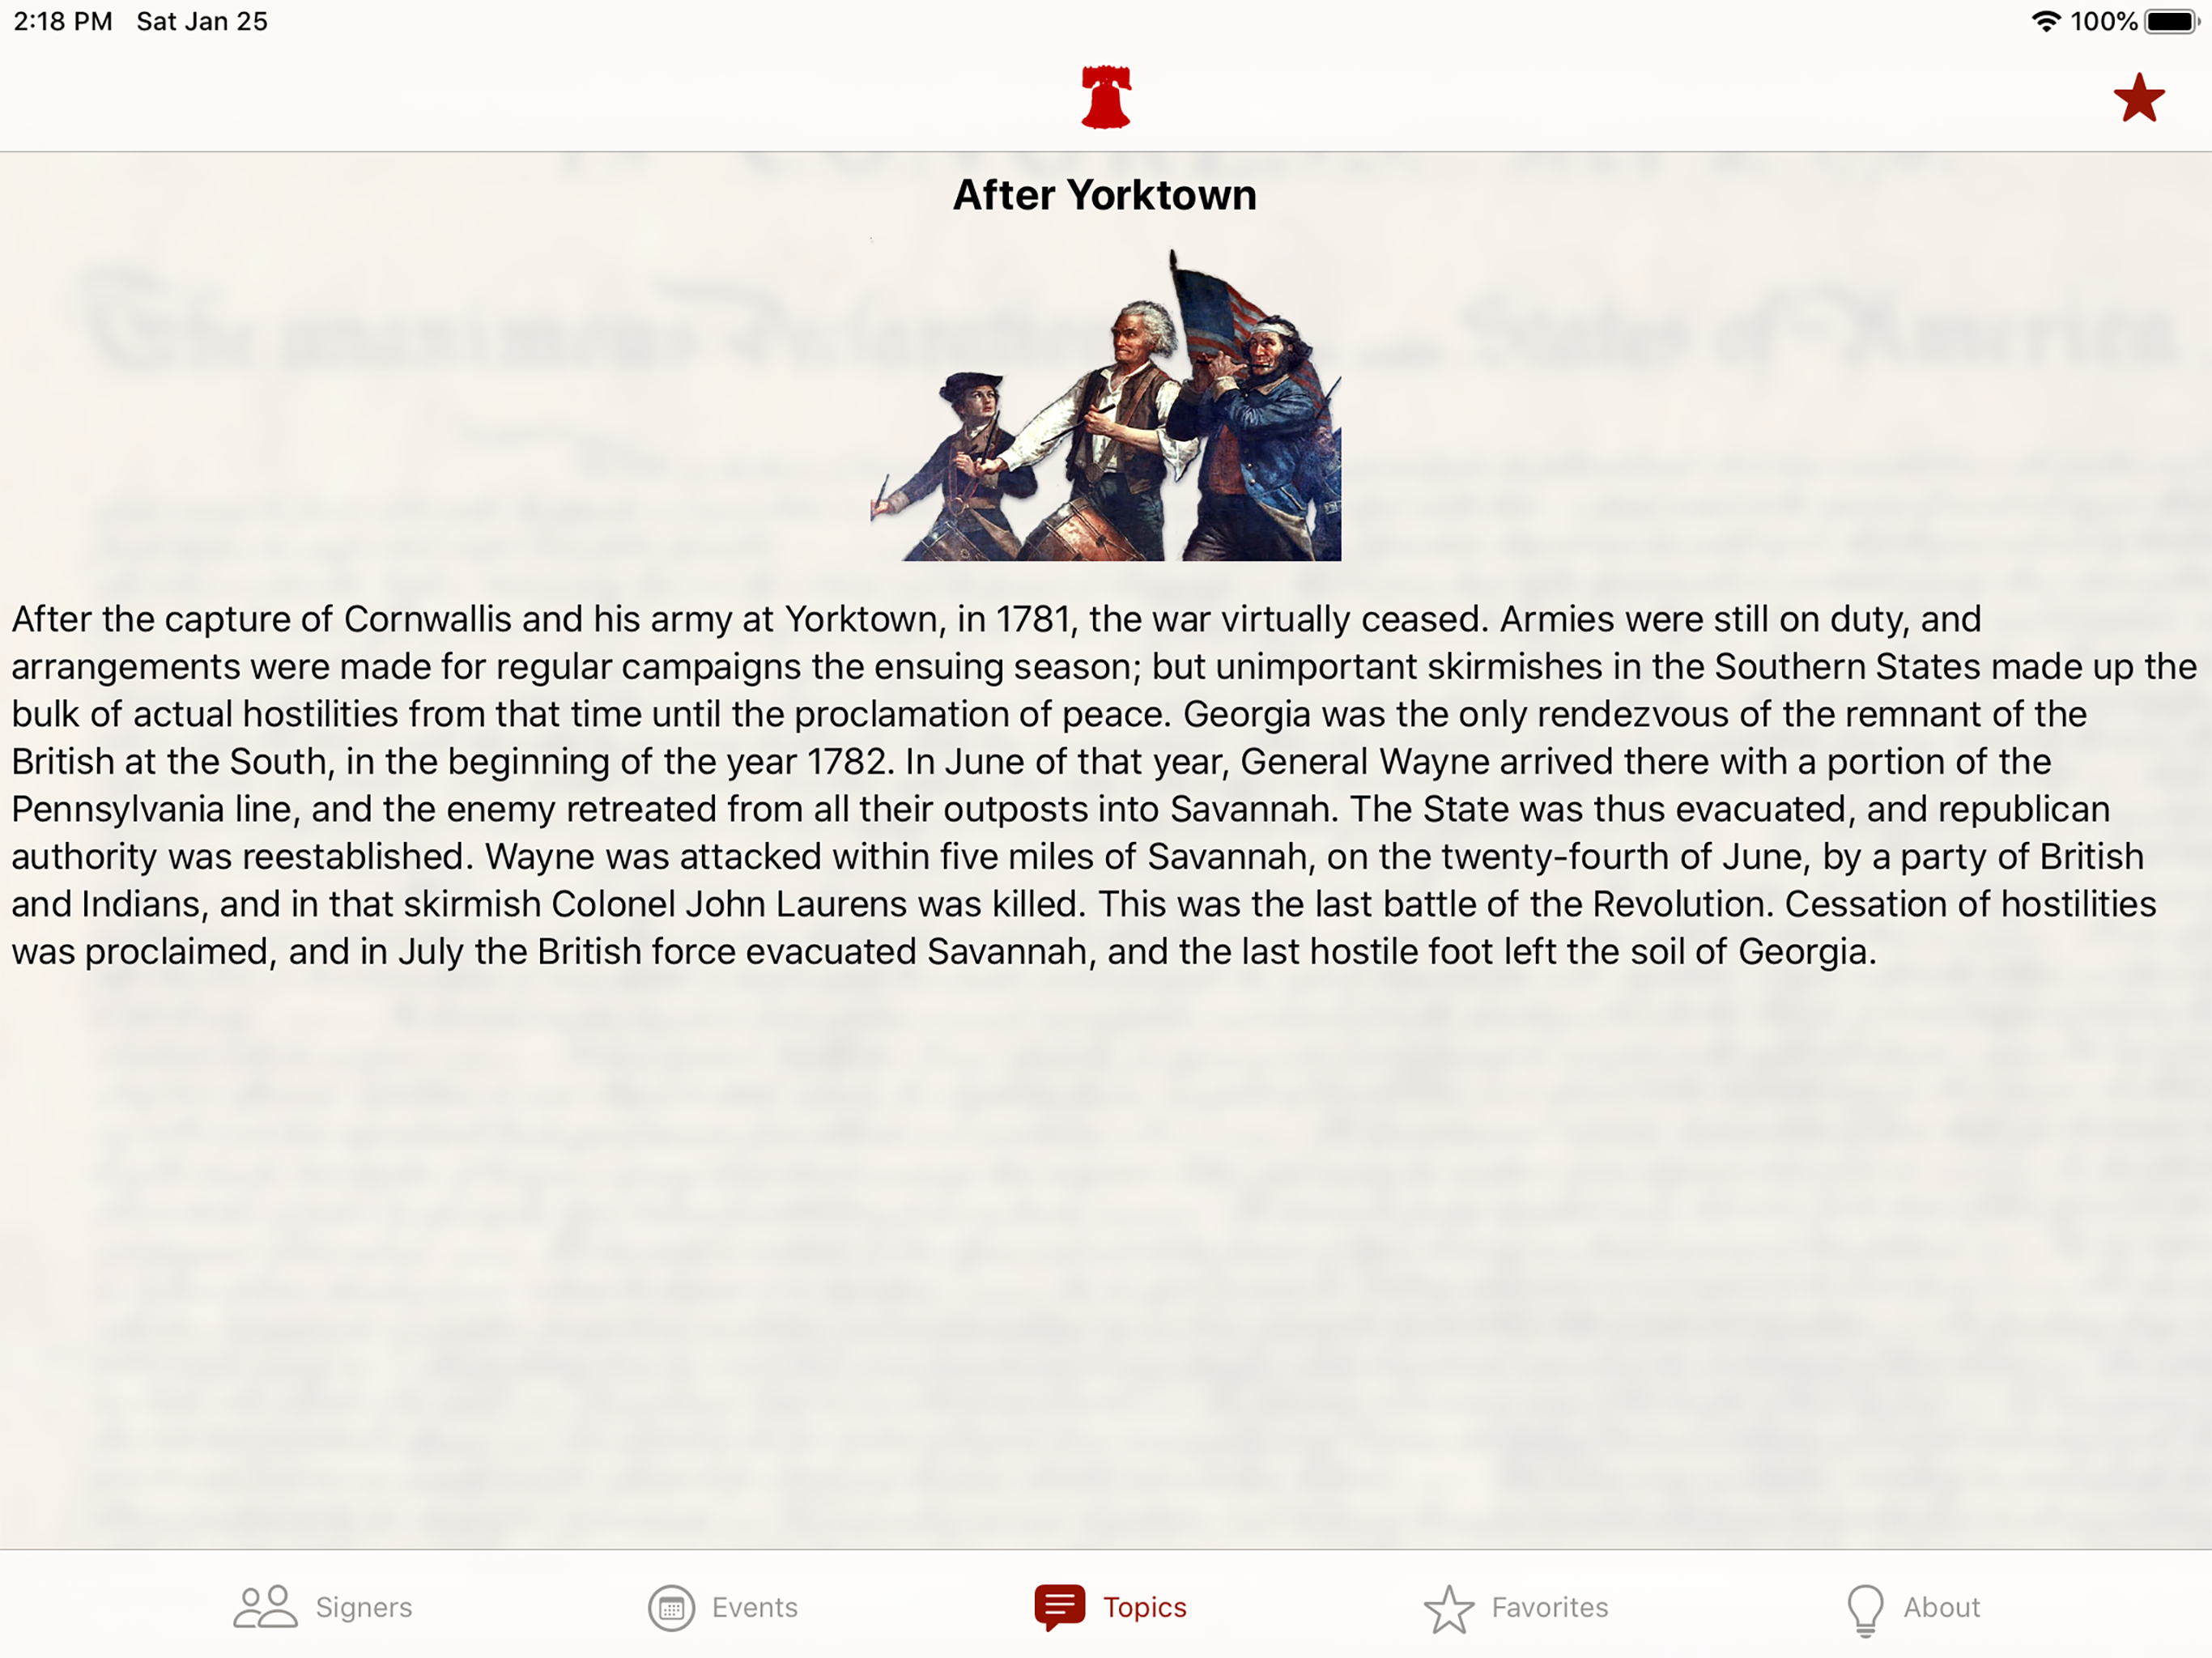 2:18 PM Sat Jan 25 100%
After Yorktown
After the capture of Cornwallis and his army at Yorktown, in 1781, the war virtually ceased. Armies were still on duty, and
arrangements were made for regular campaigns the ensuing season; but unimportant skirmishes in the Southern States made up the
bulk of actual hostilities from that time until the proclamation of peace. Georgia was the only rendezvous of the remnant of the
British at the South, in the beginning of the year 1782. In June of that year, General Wayne arrived there with a portion of the
Pennsylvania line, and the enemy retreated from all their outposts into Savannah. The State was thus evacuated, and republican
authority was reestablished. Wayne was attacked within five miles of Savannah, on the twenty-fourth of June, by a party of British
and Indians, and in that skirmish Colonel John Laurens was killed. This was the last battle of the Revolution. Cessation of hostilities
was proclaimed, and in July the British force evacuated Savannah, and the last hostile foot left the soil of Georgia.
Signers Events Topics Favorites About